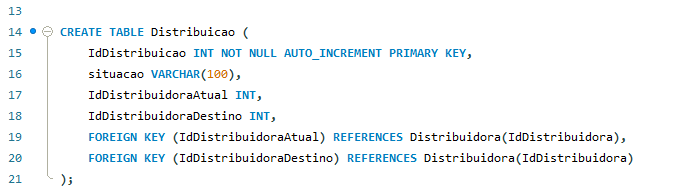 13
14 CREATE TABLE Distribuicao (
15 IdDistribuicao INT NOT NULL AUTO_INCREMENT PRIMARY KEY,
16 situacao VARCHAR(100),
17 IdDistribuidoraAtual INT,
18 IdDistribuidoraDestino INT,
19 FOREIGN KEY (IdDistribuidoraAtual) REFERENCES Distribuidora(IdDistribuidora),
20 FOREIGN KEY (IdDistribuidoraDestino) REFERENCES Distribuidora(IdDistribuidora)
21 );